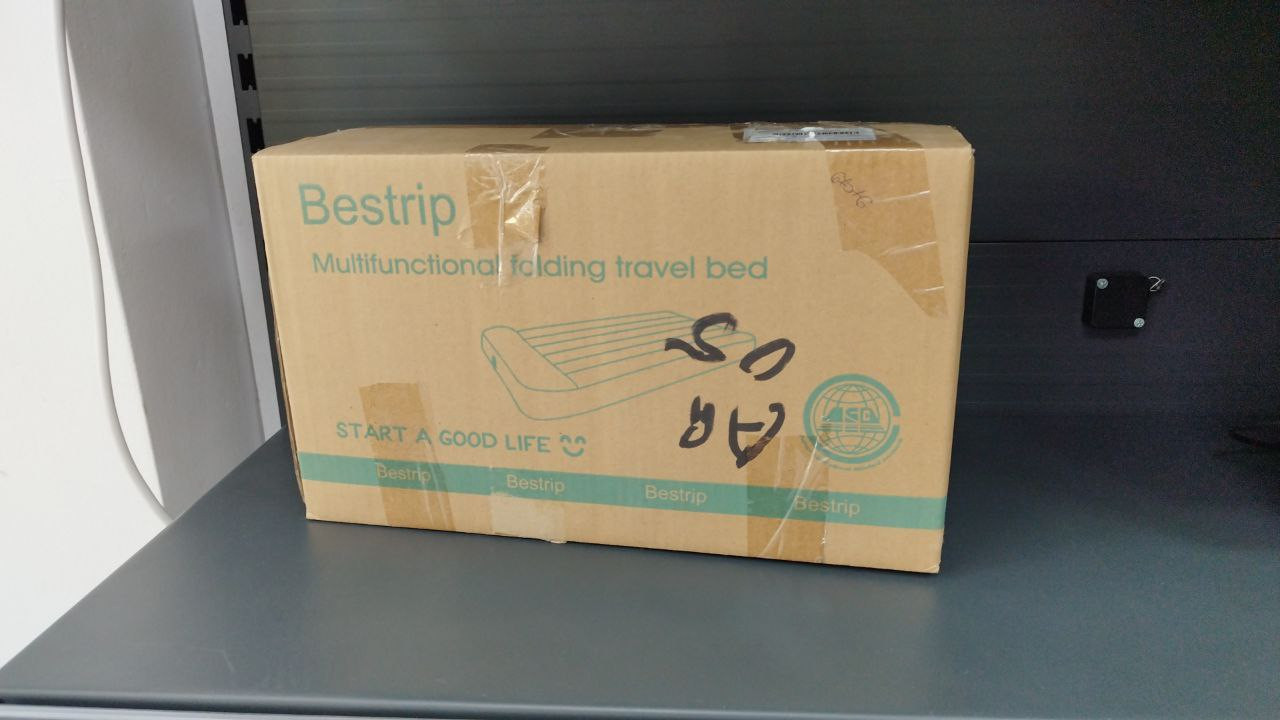 Bestrip
Multifunctional folding travel bed
START A GOOD LIFE
Bestrip Bestrip Bestrip Bestrip